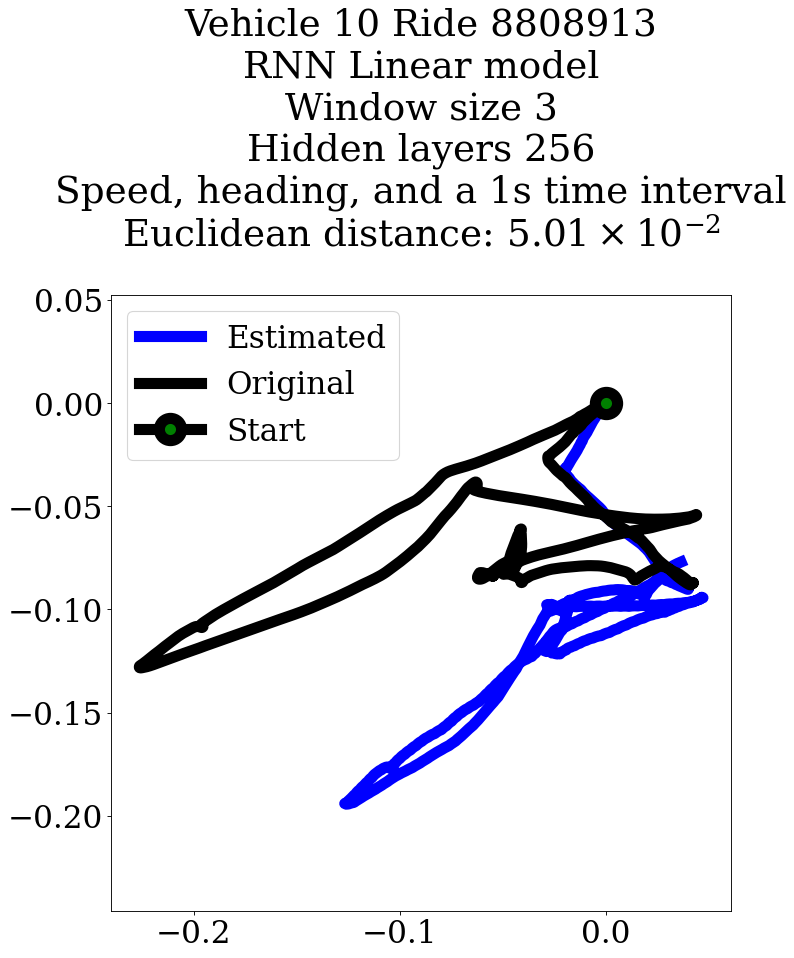 Vehicle 10 Ride 8808913
RNN Linear model
Window size 3
Hidden layers 256
Speed, heading, and a 1s time interval
Euclidean distance: 5.01 × 10⁻²
0.05
0.00
−0.05
−0.10
−0.15
−0.20
Estimated
Original
Start
−0.2
−0.1
0.0